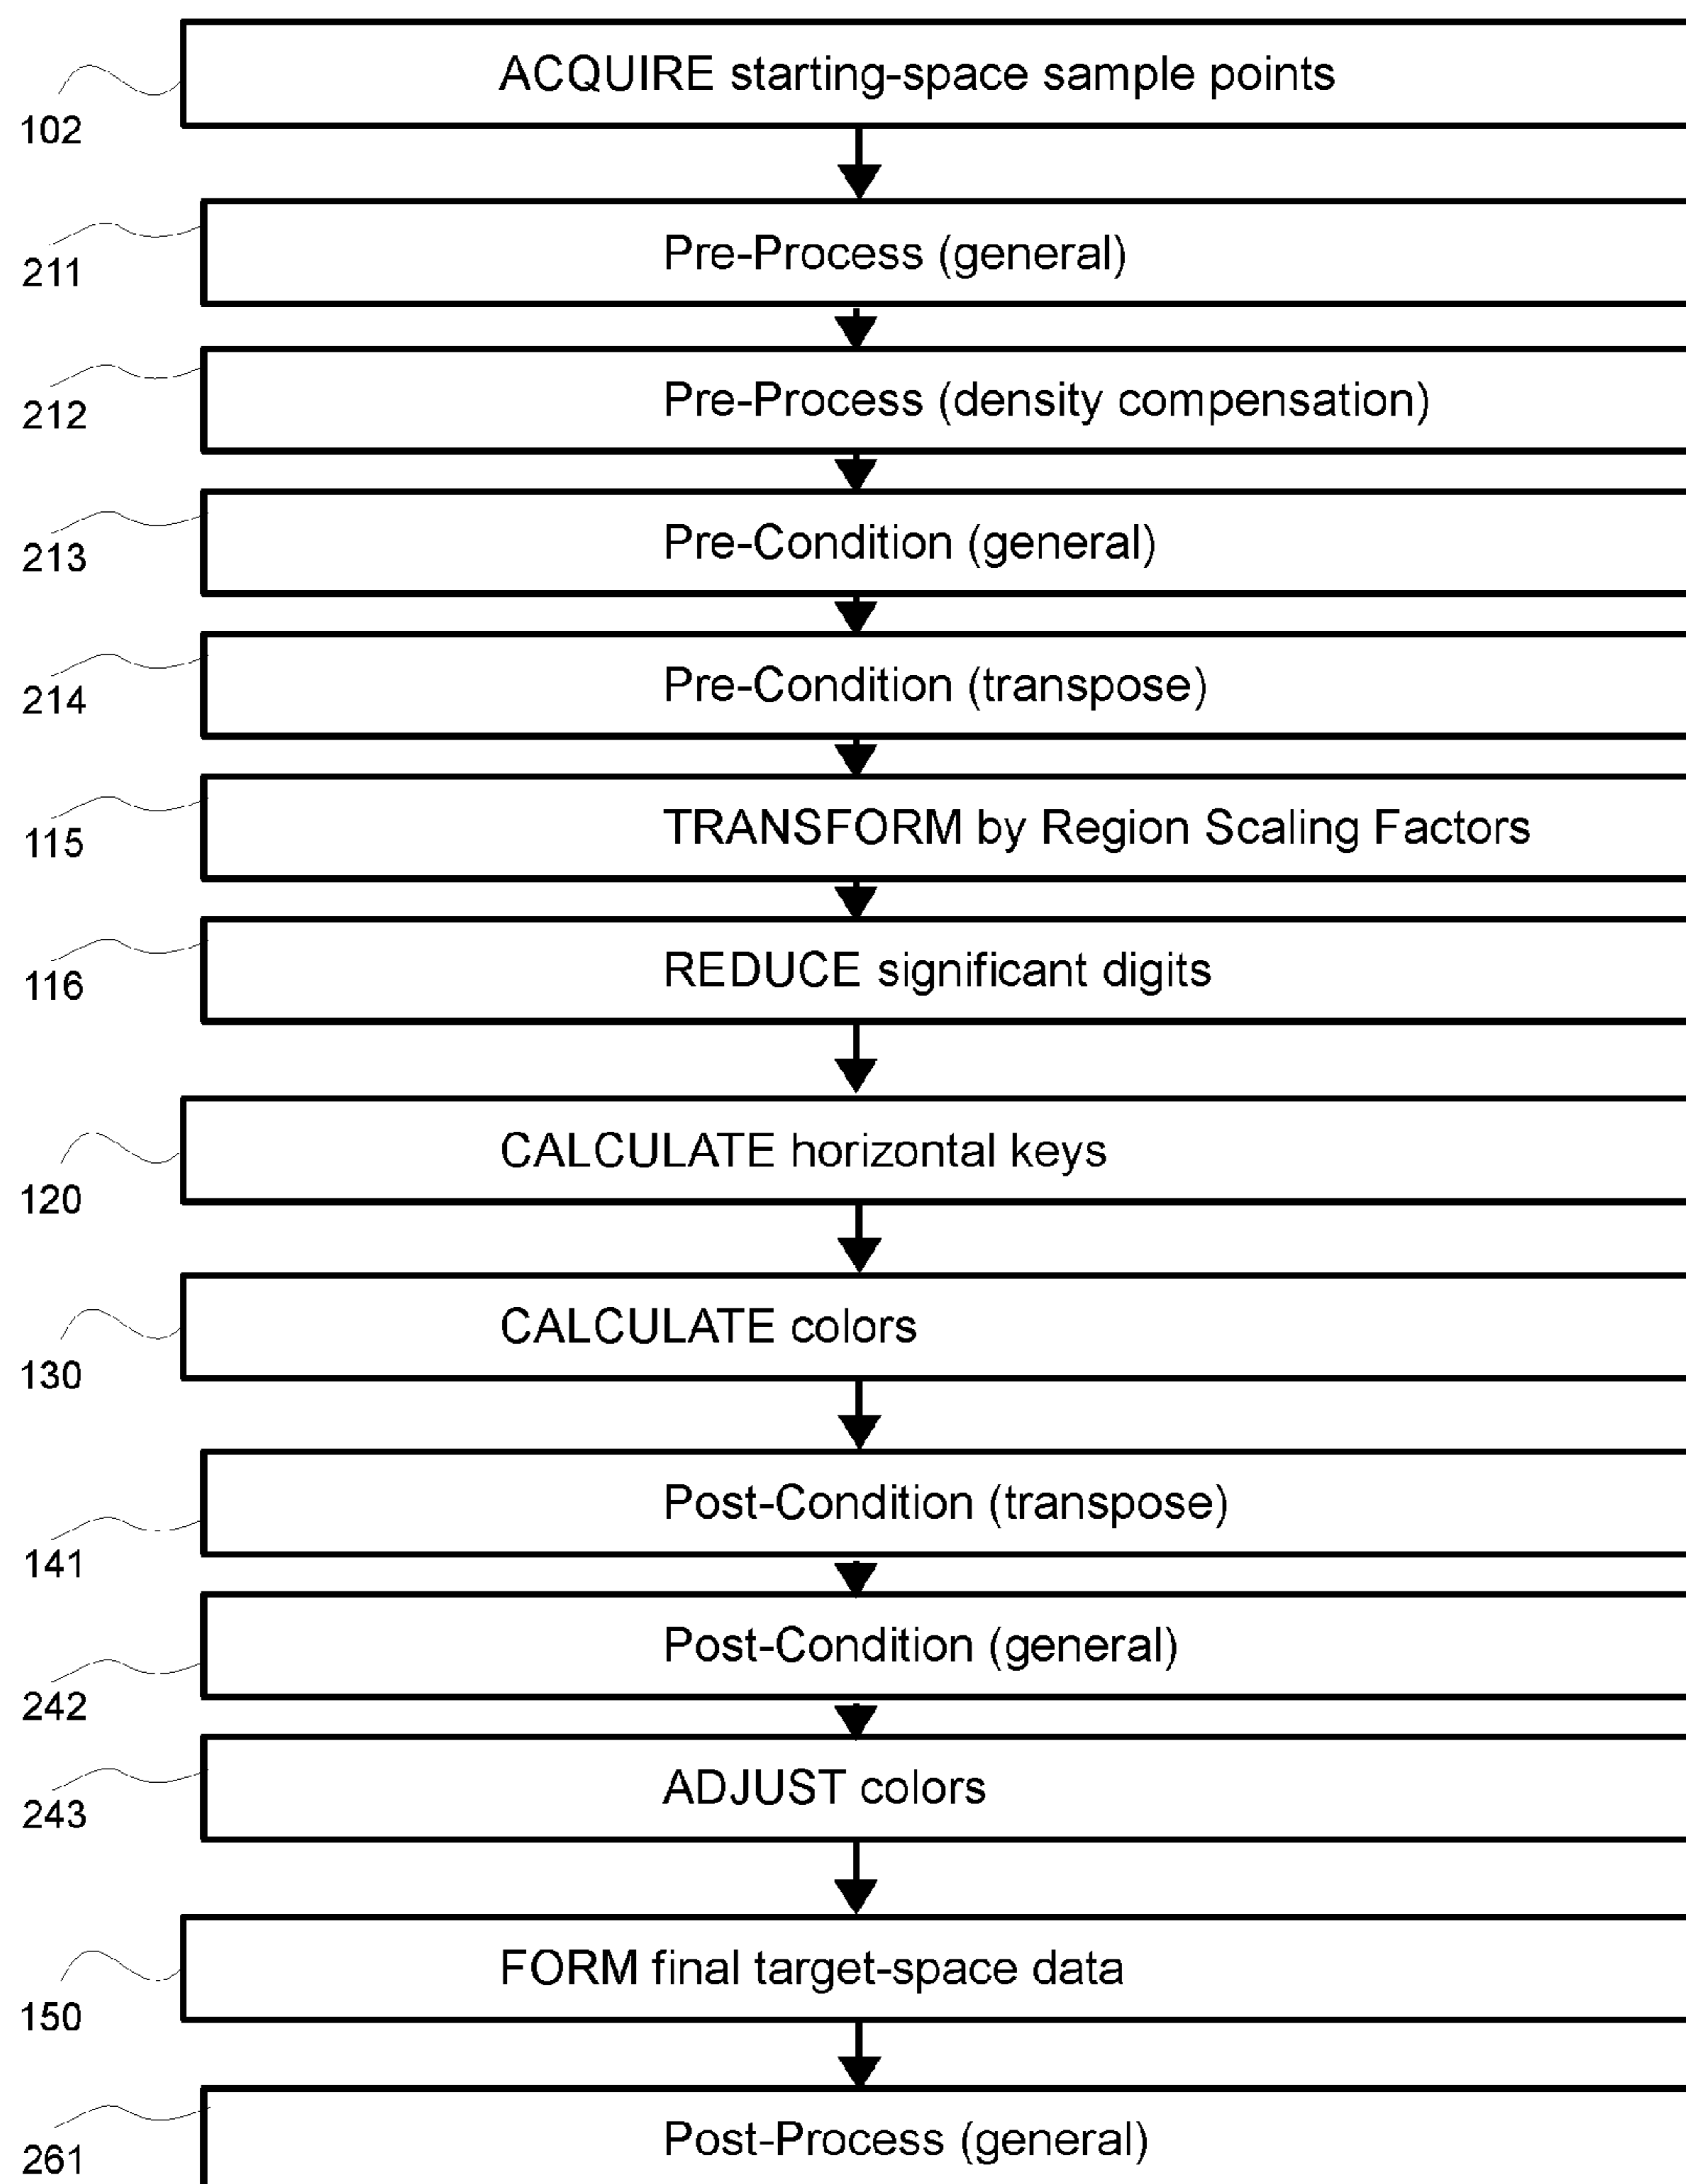 ACQUIRE starting-space sample points
102
Pre-Process (general)
211
Pre-Process (density compensation)
212
Pre-Condition (general)
213
Pre-Condition (transpose)
214
TRANSFORM by Region Scaling Factors
115
REDUCE significant digits
116
CALCULATE horizontal keys
120
CALCULATE colors
130
Post-Condition (transpose)
141
Post-Condition (general)
242
ADJUST colors
243
FORM final target-space data
150
Post-Process (general)
261